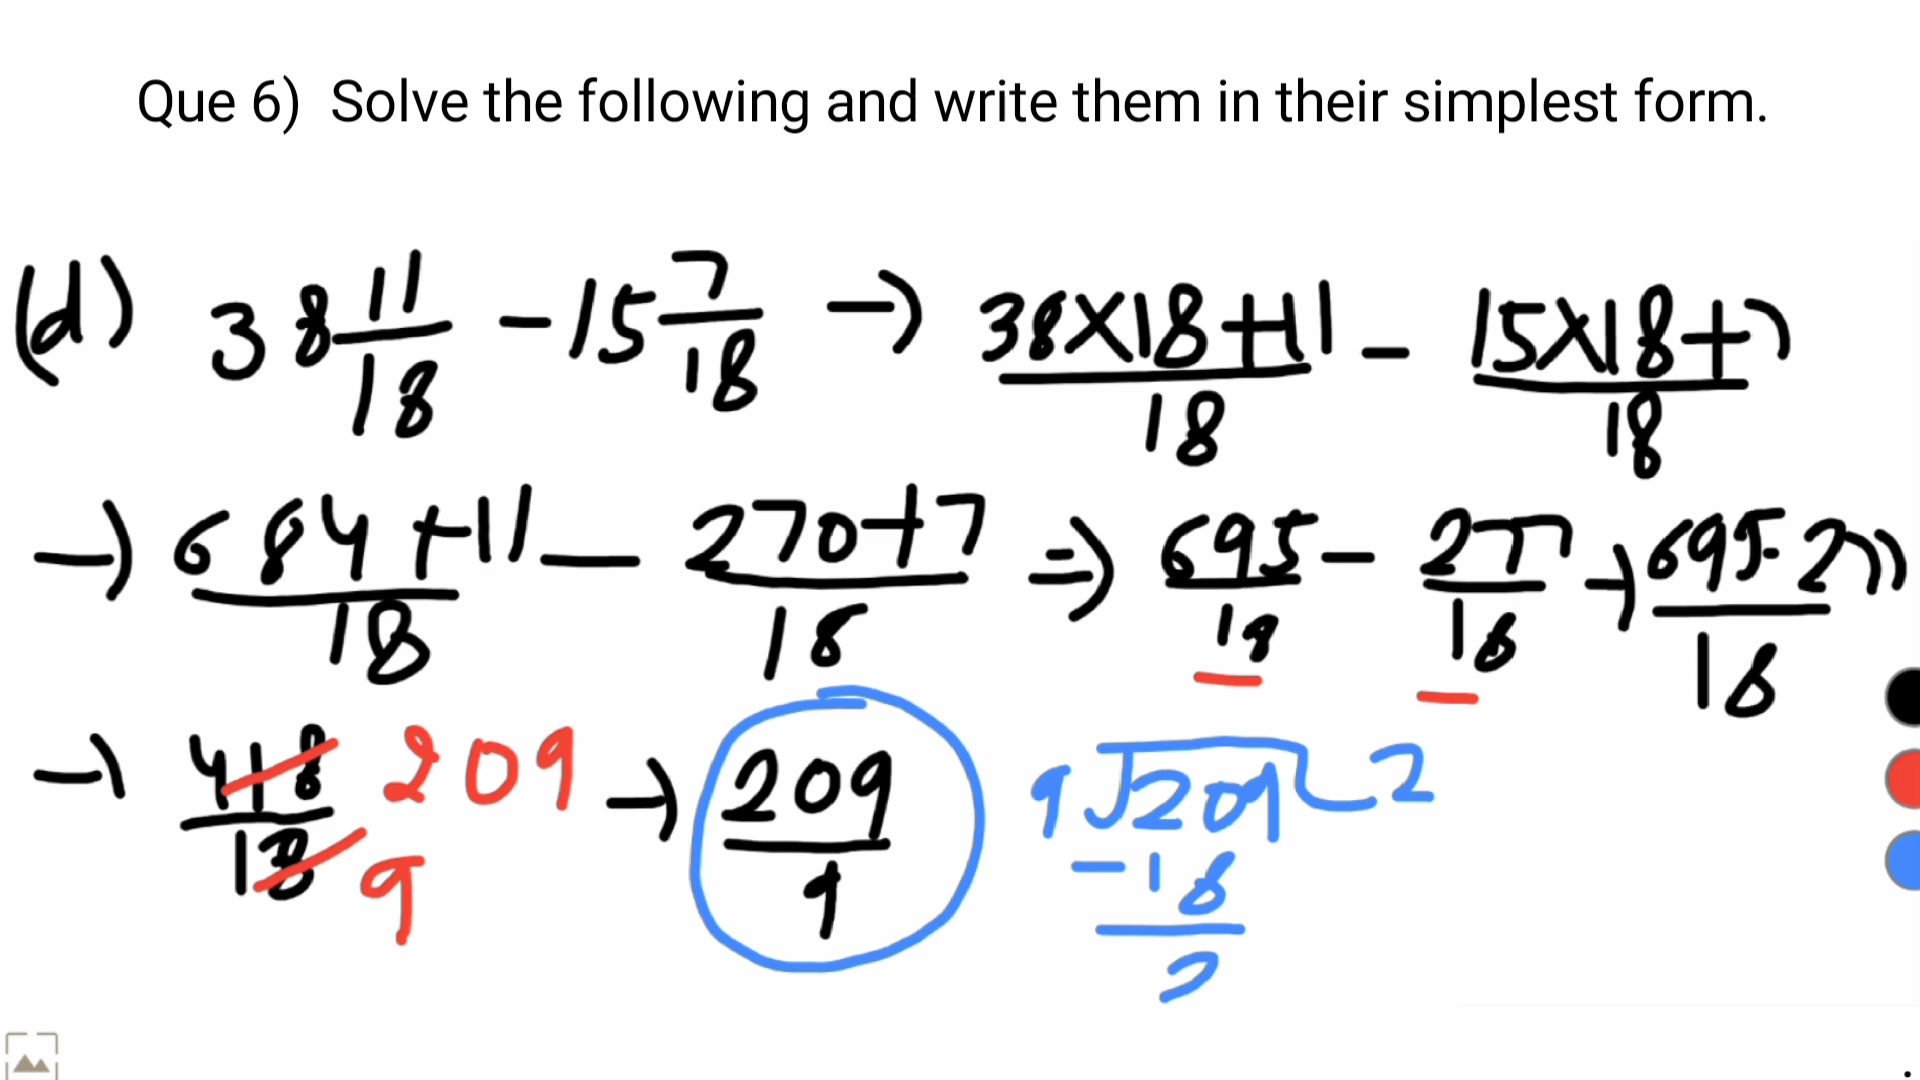 Que 6) Solve the following and write them in their simplest form.
(d) 38 11/18 - 15 7/18 → 38×18+11/18 - 15×18+7/18
→ 684+11/18 - 270+7/18 ⇒ 695/18 - 277/18 → 695-277/18
→ 418/18 209/9 → 209/9 9√209 2
-18
2